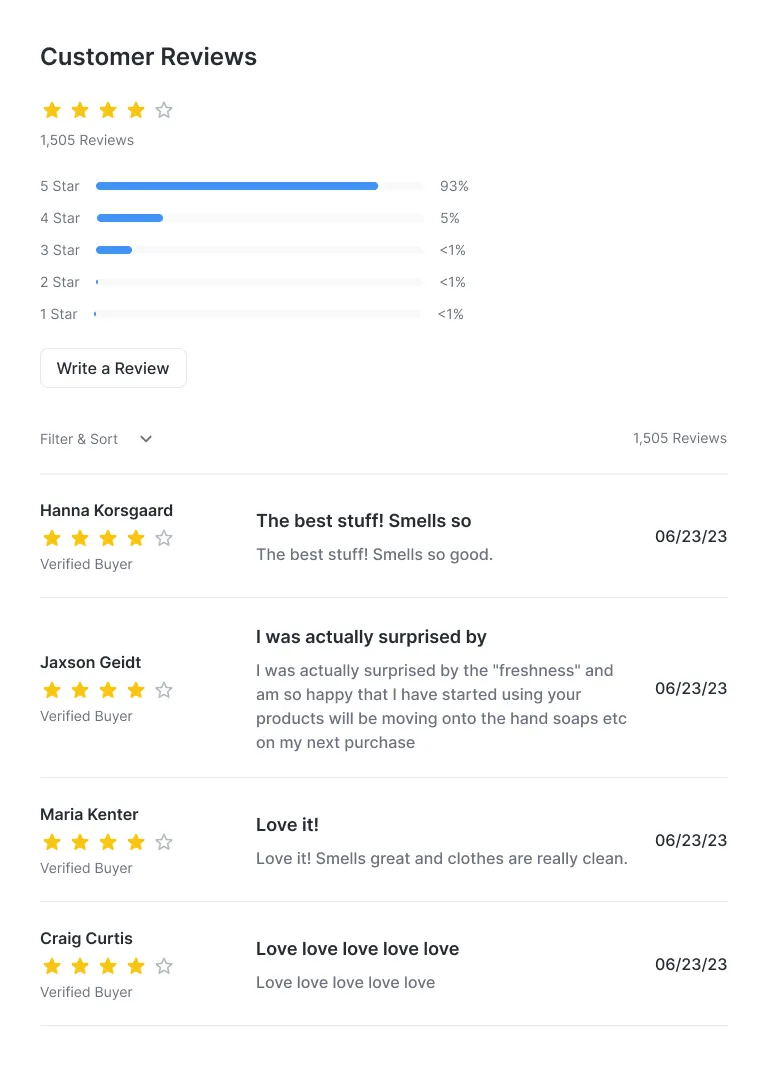 Customer Reviews
1,505 Reviews
5 Star 93%
4 Star 5%
3 Star <1%
2 Star <1%
1 Star <1%
Write a Review
Filter & Sort 1,505 Reviews
Hanna Korsgaard
Verified Buyer
The best stuff! Smells so
The best stuff! Smells so good.
06/23/23
Jaxson Geidt
Verified Buyer
I was actually surprised by
I was actually surprised by the "freshness" and
am so happy that I have started using your
products will be moving onto the hand soaps etc
on my next purchase
06/23/23
Maria Kenter
Verified Buyer
Love it!
Love it! Smells great and clothes are really clean.
06/23/23
Craig Curtis
Verified Buyer
Love love love love love
Love love love love love
06/23/23